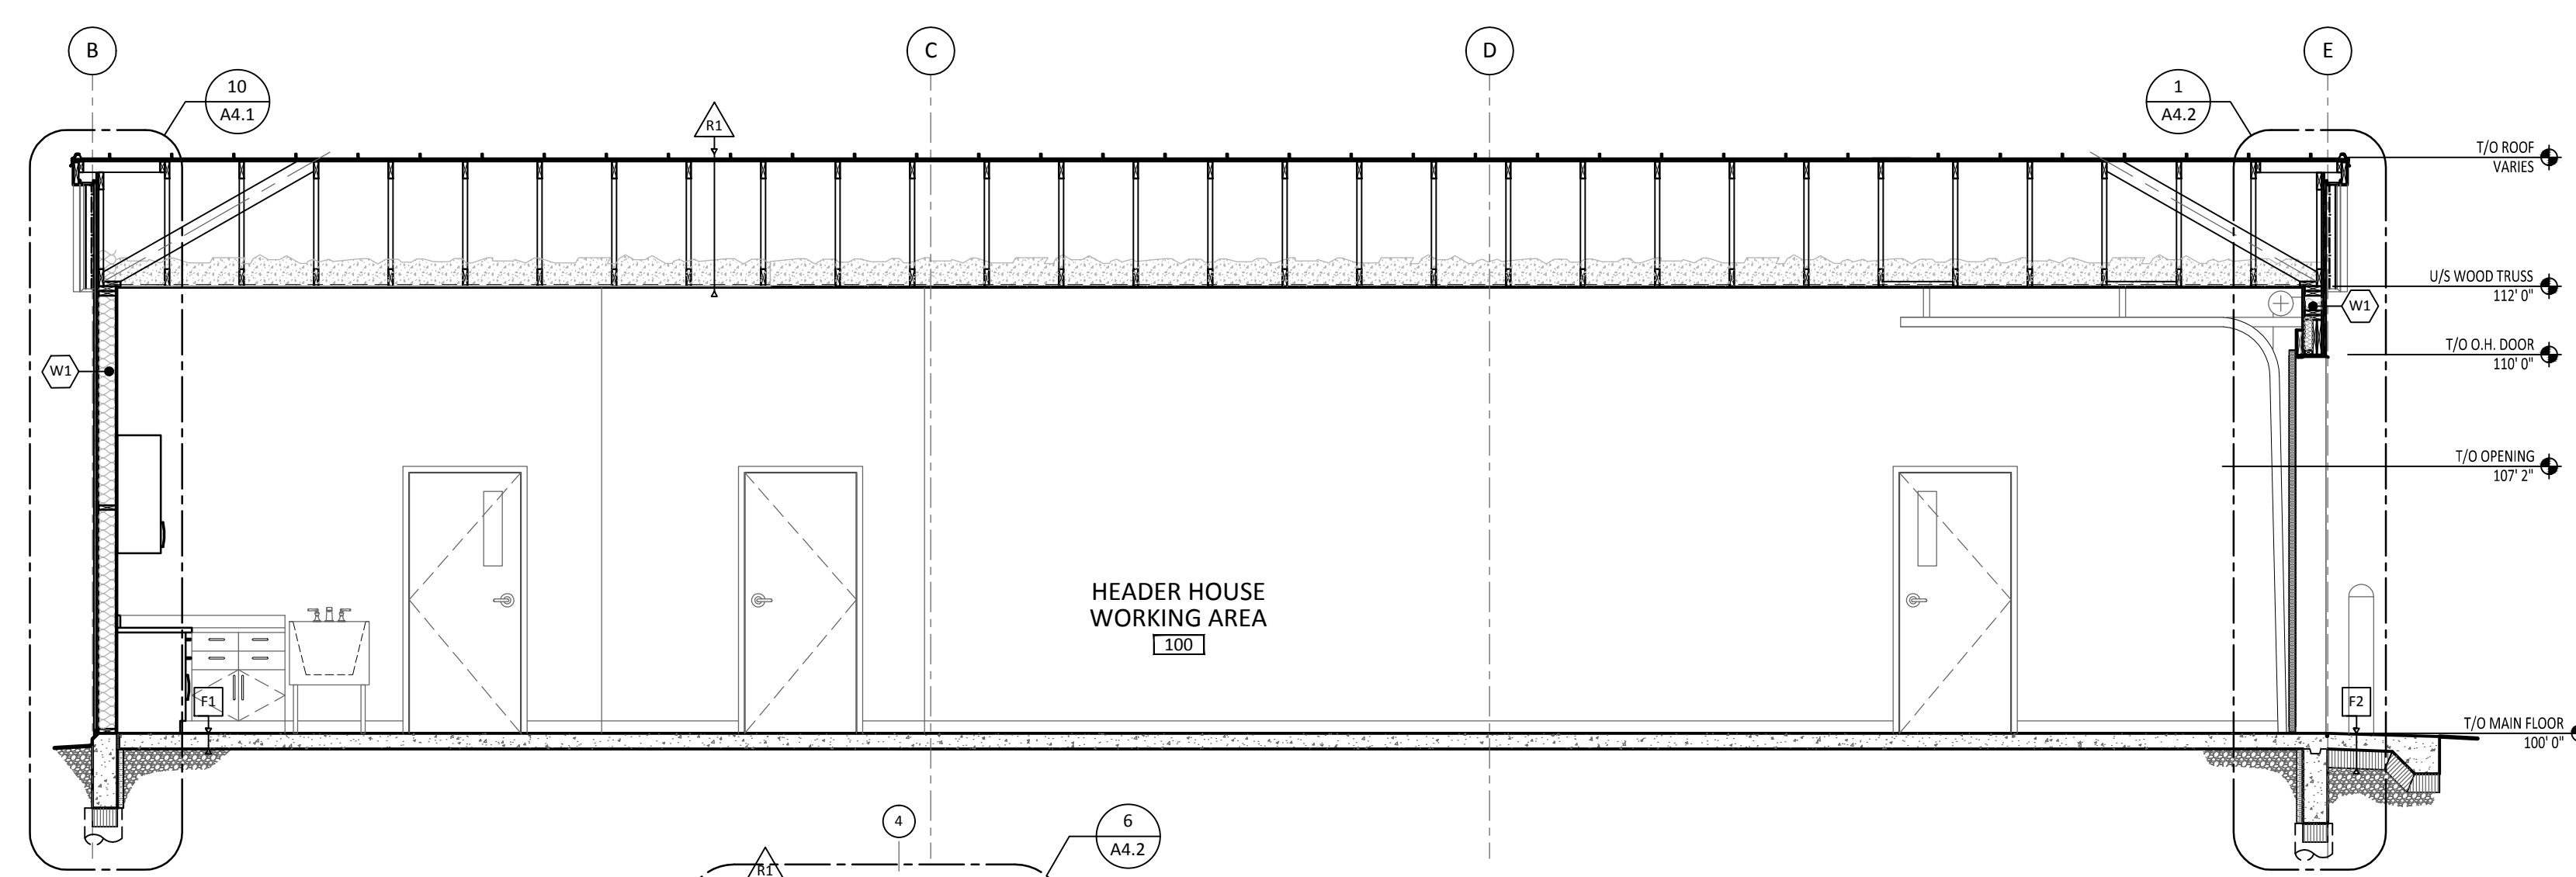 B
C
D
E
10
A4.1
1
A4.2
R1
T/O ROOF
VARIES
U/S WOOD TRUSS
112' 0"
W1
T/O O.H. DOOR
110' 0"
W1
T/O OPENING
107' 2"
HEADER HOUSE
WORKING AREA
100
F1
F2
T/O MAIN FLOOR
100' 0"
4
6
A4.2
R1